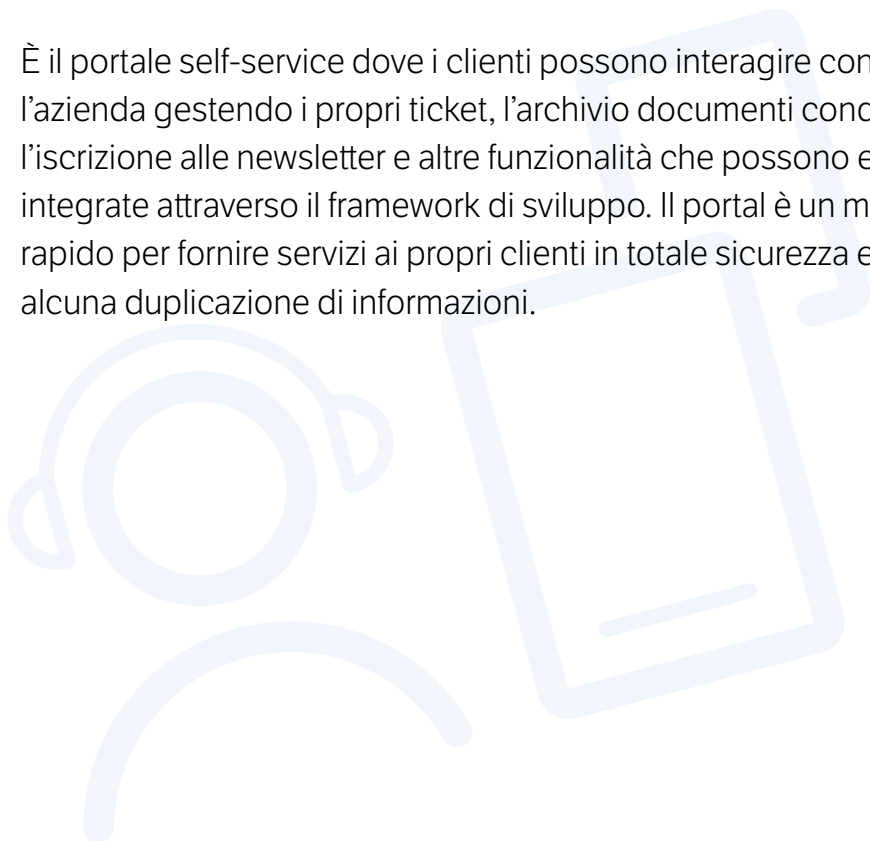 È il portale self-service dove i clienti possono interagire con
l’azienda gestendo i propri ticket, l’archivio documenti
l’iscrizione alle newsletter e altre funzionalità che possono
integrate attraverso il framework di sviluppo. Il portal è un
rapido per fornire servizi ai propri clienti in totale sicurezza e
alcuna duplicazione di informazioni.